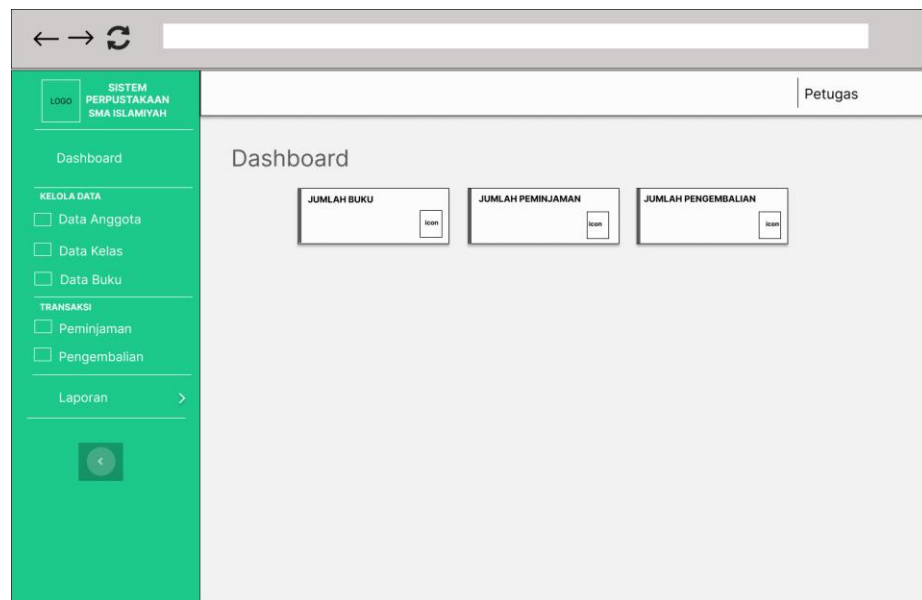 LOGO
SISTEM
PERPUSTAKAAN
SMA ISLAMIYAH
Dashboard
KELOLA DATA
Data Anggota
Data Kelas
Data Buku
TRANSAKSI
Peminjaman
Pengembalian
Laporan
Petugas
Dashboard
JUMLAH BUKU
icon
JUMLAH PEMINJAMAN
icon
JUMLAH PENGEMBALIAN
icon